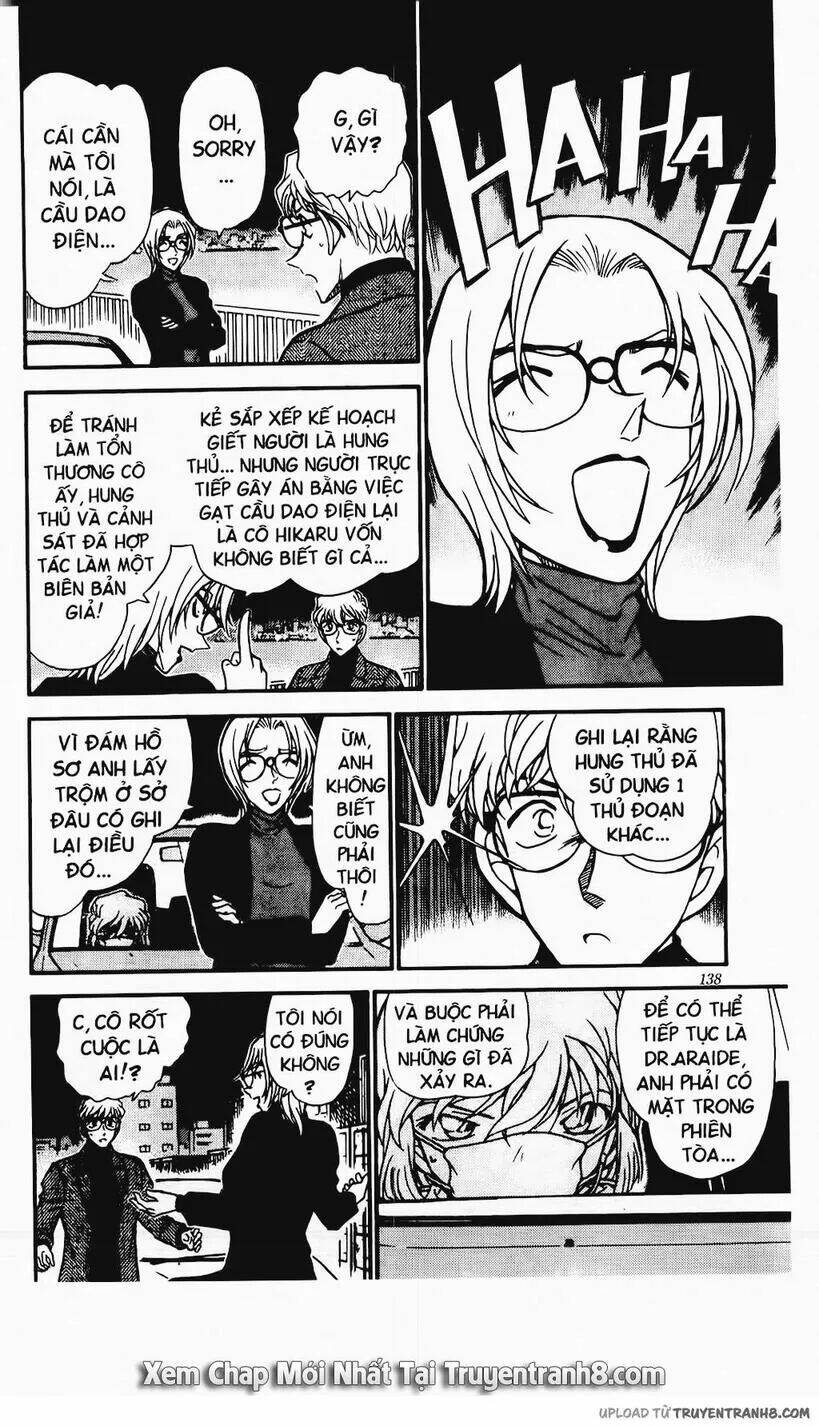 HA HA HA
HA
G, GÌ
VẬY?
OH,
SORRY
...
CÁI CẦN
MÀ TÔI
NÓI, LÀ
CẦU DAO
ĐIỆN...
KẺ SẮP XẾP KẾ HOẠCH
GIẾT NGƯỜI LÀ HUNG
THỦ... NHƯNG NGƯỜI TRỰC
TIẾP GÂY ÁN BẰNG VIỆC
GẠT CẦU DAO ĐIỆN LẠI
LÀ CÔ HIKARU VỐN
KHÔNG BIẾT GÌ CẢ...
ĐỂ TRÁNH
LÀM TỔN
THƯƠNG CÔ
ẤY, HUNG
THỦ VÀ CẢNH
SÁT ĐÃ HỢP
TÁC LÀM MỘT
BIÊN BẢN
GIẢ!
GHI LẠI RẰNG
HUNG THỦ ĐÃ
SỬ DỤNG 1
THỦ ĐOẠN
KHÁC...
ỪM,
ANH
KHÔNG
BIẾT
CŨNG
PHẢI
THÔI
!
VÌ ĐÁM HỒ
SƠ ANH LẤY
TRỘM Ở SỞ
ĐÂU CÓ GHI
LẠI ĐIỀU
ĐÓ...
138
ĐỂ CÓ THỂ
TIẾP TỤC LÀ
DR.ARAIDE,
ANH PHẢI CÓ
MẶT TRONG
PHIÊN
TÒA...
VÀ BUỘC PHẢI
LÀM CHỨNG
NHỮNG GÌ ĐÃ
XẢY RA.
TÔI NÓI
CÓ ĐÚNG
KHÔNG
?
C, CÔ RỐT
CUỘC LÀ
AI!?
Xem Chap Mới Nhất Tại Truyentranh8.com
UPLOAD TỪ TRUYENTRANH8.COM